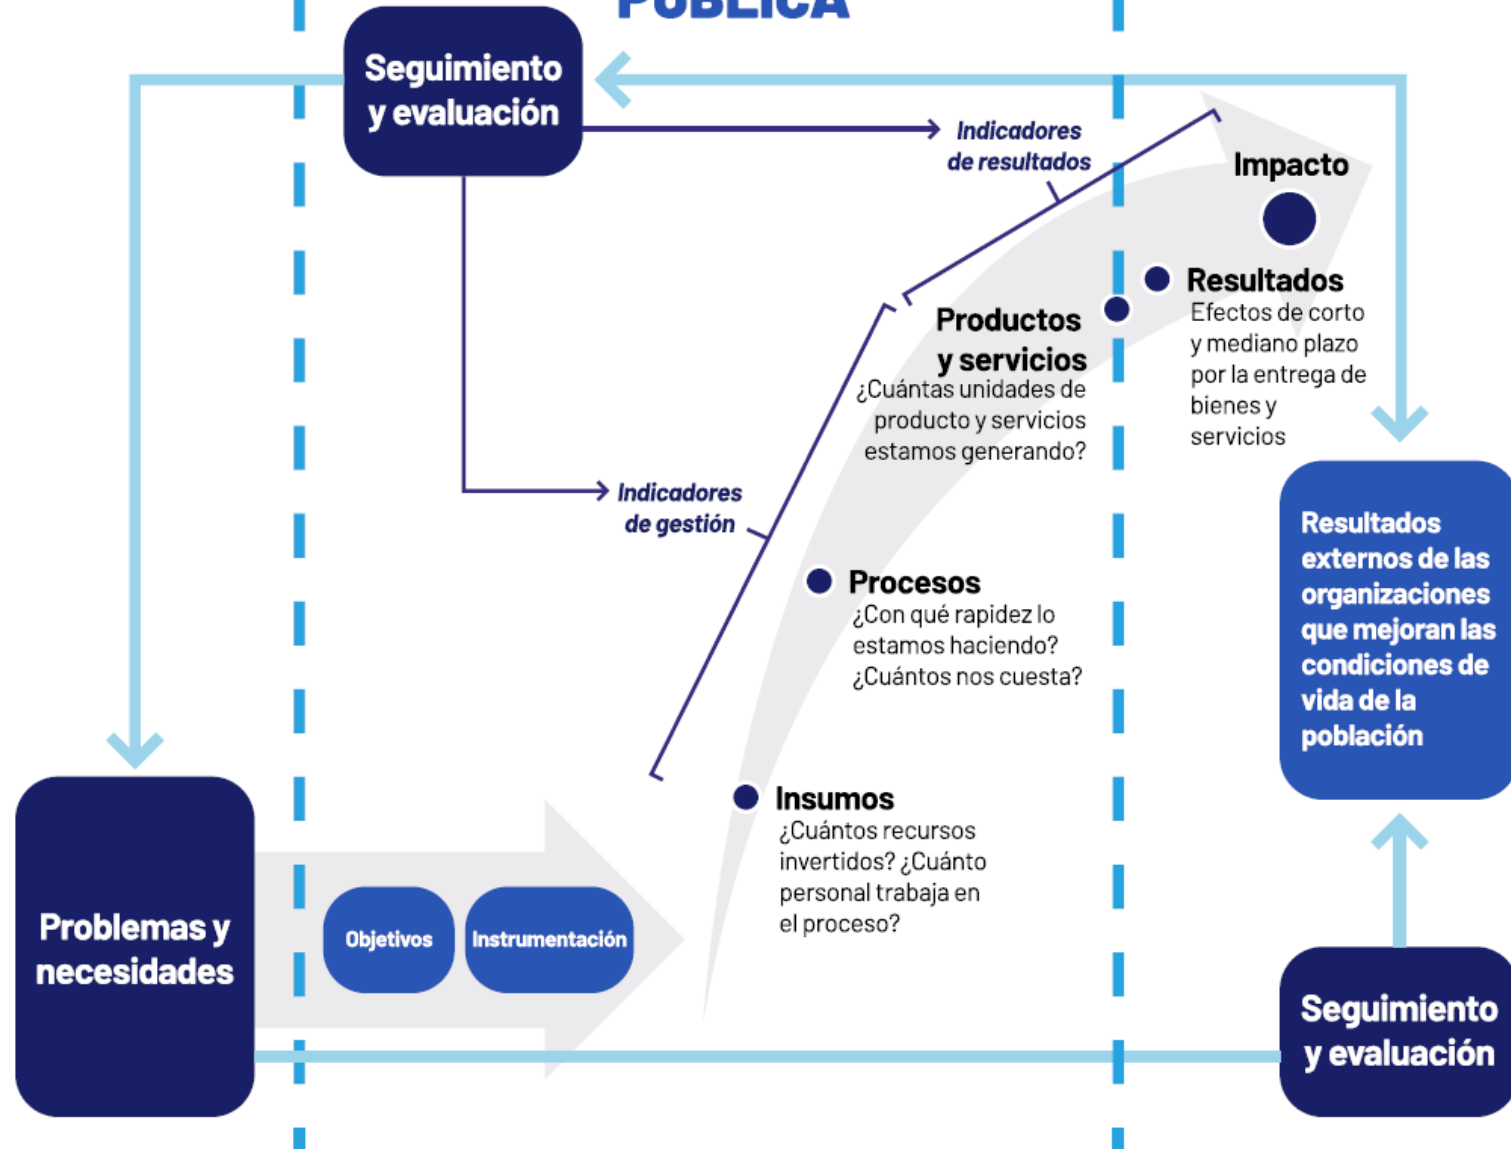 PÚBLICA
Seguimiento
y evaluación
Indicadores
de resultados
Impacto
Resultados
Efectos de corto
y mediano plazo
por la entrega de
bienes y
servicios
Productos
y servicios
¿Cuántas unidades de
producto y servicios
estamos generando?
Indicadores
de gestión
Procesos
¿Con qué rapidez lo
estamos haciendo?
¿Cuántos nos cuesta?
Insumos
¿Cuántos recursos
invertidos? ¿Cuánto
personal trabaja en
el proceso?
Resultados
externos de las
organizaciones
que mejoran las
condiciones de
vida de la
población
Problemas y
necesidades
Objetivos
Instrumentación
Seguimiento
y evaluación